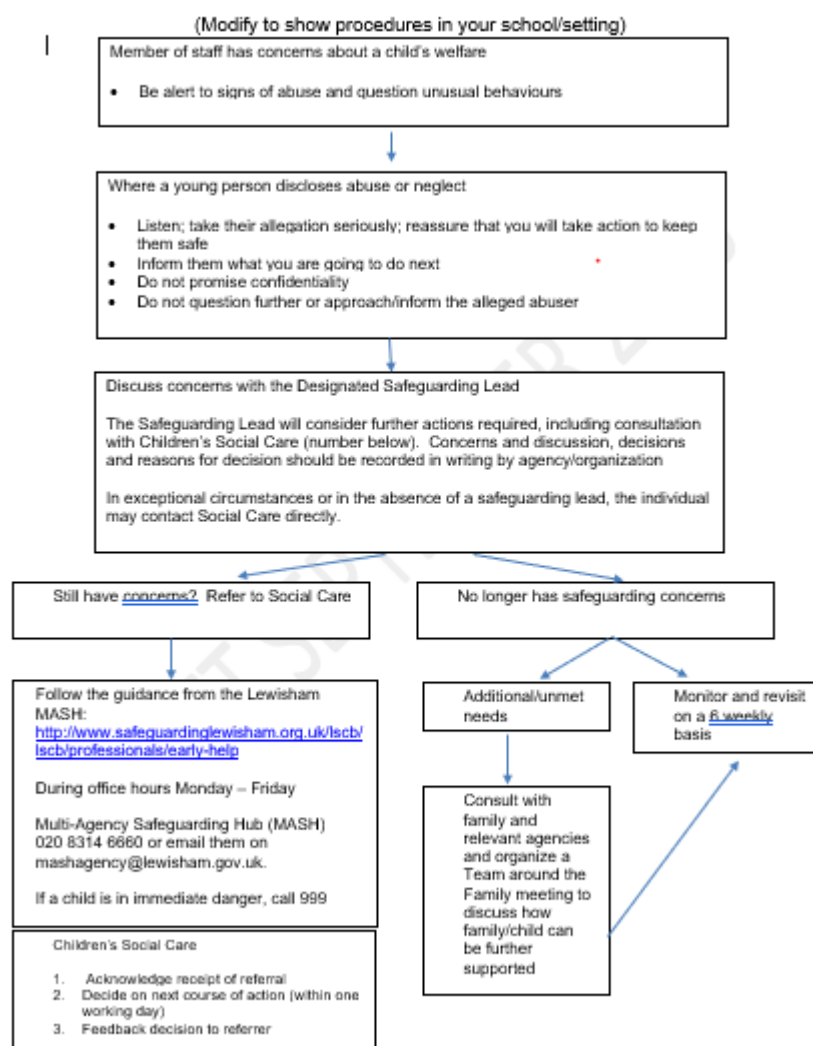 (Modify to show procedures in your school/setting)
Member of staff has concerns about a child's welfare
• Be alert to signs of abuse and question unusual behaviours
Where a young person discloses abuse or neglect
• Listen; take their allegation seriously; reassure that you will take action to keep
them safe
• Inform them what you are going to do next
• Do not promise confidentiality
• Do not question further or approach/inform the alleged abuser
Discuss concerns with the Designated Safeguarding Lead
The Safeguarding Lead will consider further actions required, including consultation
with Children's Social Care (number below). Concerns and discussion, decisions
and reasons for decision should be recorded in writing by agency/organization
In exceptional circumstances or in the absence of a safeguarding lead, the individual
may contact Social Care directly.
Still have concerns? Refer to Social Care
No longer has safeguarding concerns
Follow the guidance from the Lewisham
MASH:
http://www.safeguardinglewisham.org.uk/lscb/
lscb/professionals/early-help
During office hours Monday – Friday
Multi-Agency Safeguarding Hub (MASH)
020 8314 6660 or email them on
mashagency@lewisham.gov.uk.
If a child is in immediate danger, call 999
Children's Social Care
1. Acknowledge receipt of referral
2. Decide on next course of action (within one
working day)
3. Feedback decision to referrer
Additional/unmet
needs
Monitor and revisit
on a 6 weekly
basis
Consult with
family and
relevant agencies
and organize a
Team around the
Family meeting to
discuss how
family/child can
be further
supported